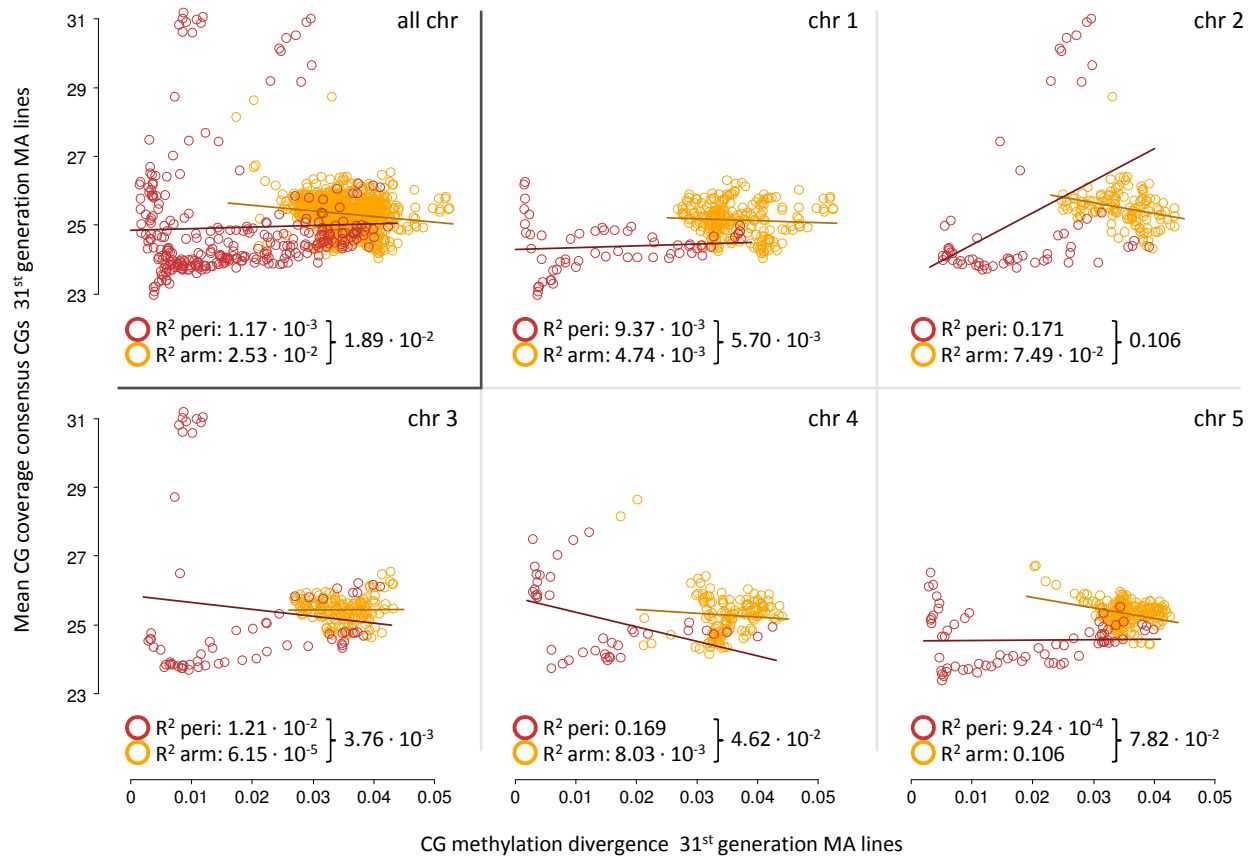 all chr
chr 1
chr 2
31
29
27
25
23
R² peri: 1.17 · 10⁻³
R² arm: 2.53 · 10⁻²
1.89 · 10⁻²
R² peri: 9.37 · 10⁻³
R² arm: 4.74 · 10⁻³
5.70 · 10⁻³
R² peri: 0.171
R² arm: 7.49 · 10⁻²
0.106
Mean CG coverage consensus CGs 31ˢᵗ generation MA lines
chr 3
chr 4
chr 5
31
29
27
25
23
R² peri: 1.21 · 10⁻²
R² arm: 6.15 · 10⁻⁵
3.76 · 10⁻³
R² peri: 0.169
R² arm: 8.03 · 10⁻³
4.62 · 10⁻²
R² peri: 9.24 · 10⁻⁴
R² arm: 0.106
7.82 · 10⁻²
0 0.01 0.02 0.03 0.04 0.05
0 0.01 0.02 0.03 0.04 0.05
0 0.01 0.02 0.03 0.04 0.05
CG methylation divergence 31ˢᵗ generation MA lines